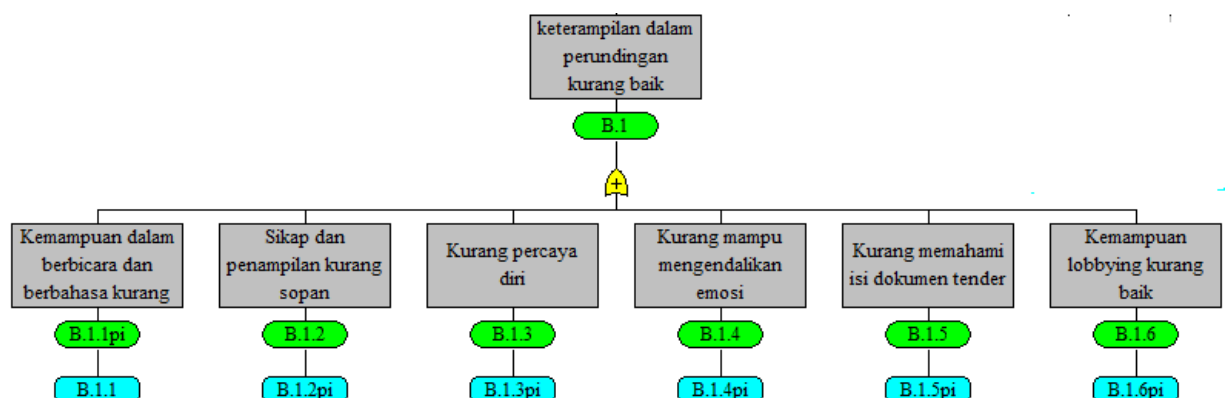 keterampilan dalam
perundingan
kurang baik
B.1
+
Kemampuan dalam
berbicara dan
berbahasa kurang
Sikap dan
penampilan kurang
sopan
Kurang percaya
diri
Kurang mampu
mengendalikan
emosi
Kurang memahami
isi dokumen tender
Kemampuan
lobbying kurang
baik
B.1.1pi
B.1.2
B.1.3
B.1.4
B.1.5
B.1.6
B.1.1
B.1.2pi
B.1.3pi
B.1.4pi
B.1.5pi
B.1.6pi